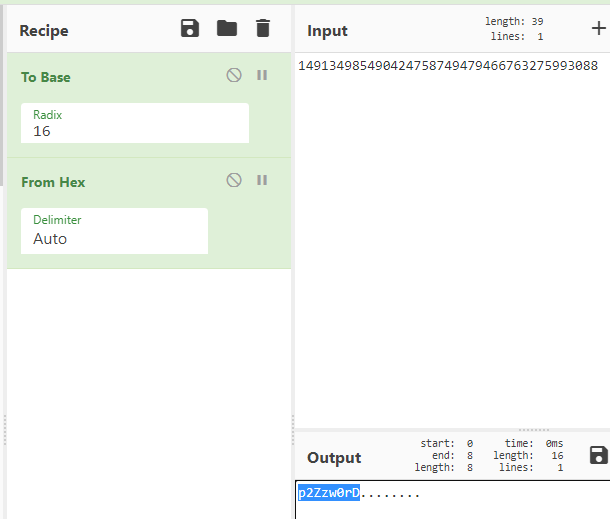 Recipe
To Base
Radix
16
From Hex
Delimiter
Auto
Input
length: 39
lines: 1
149134985490424758749479466763275993088
Output
start: 0
end: 8
length: 8
time: 0ms
length: 16
lines: 1
p2Zzw0rD........